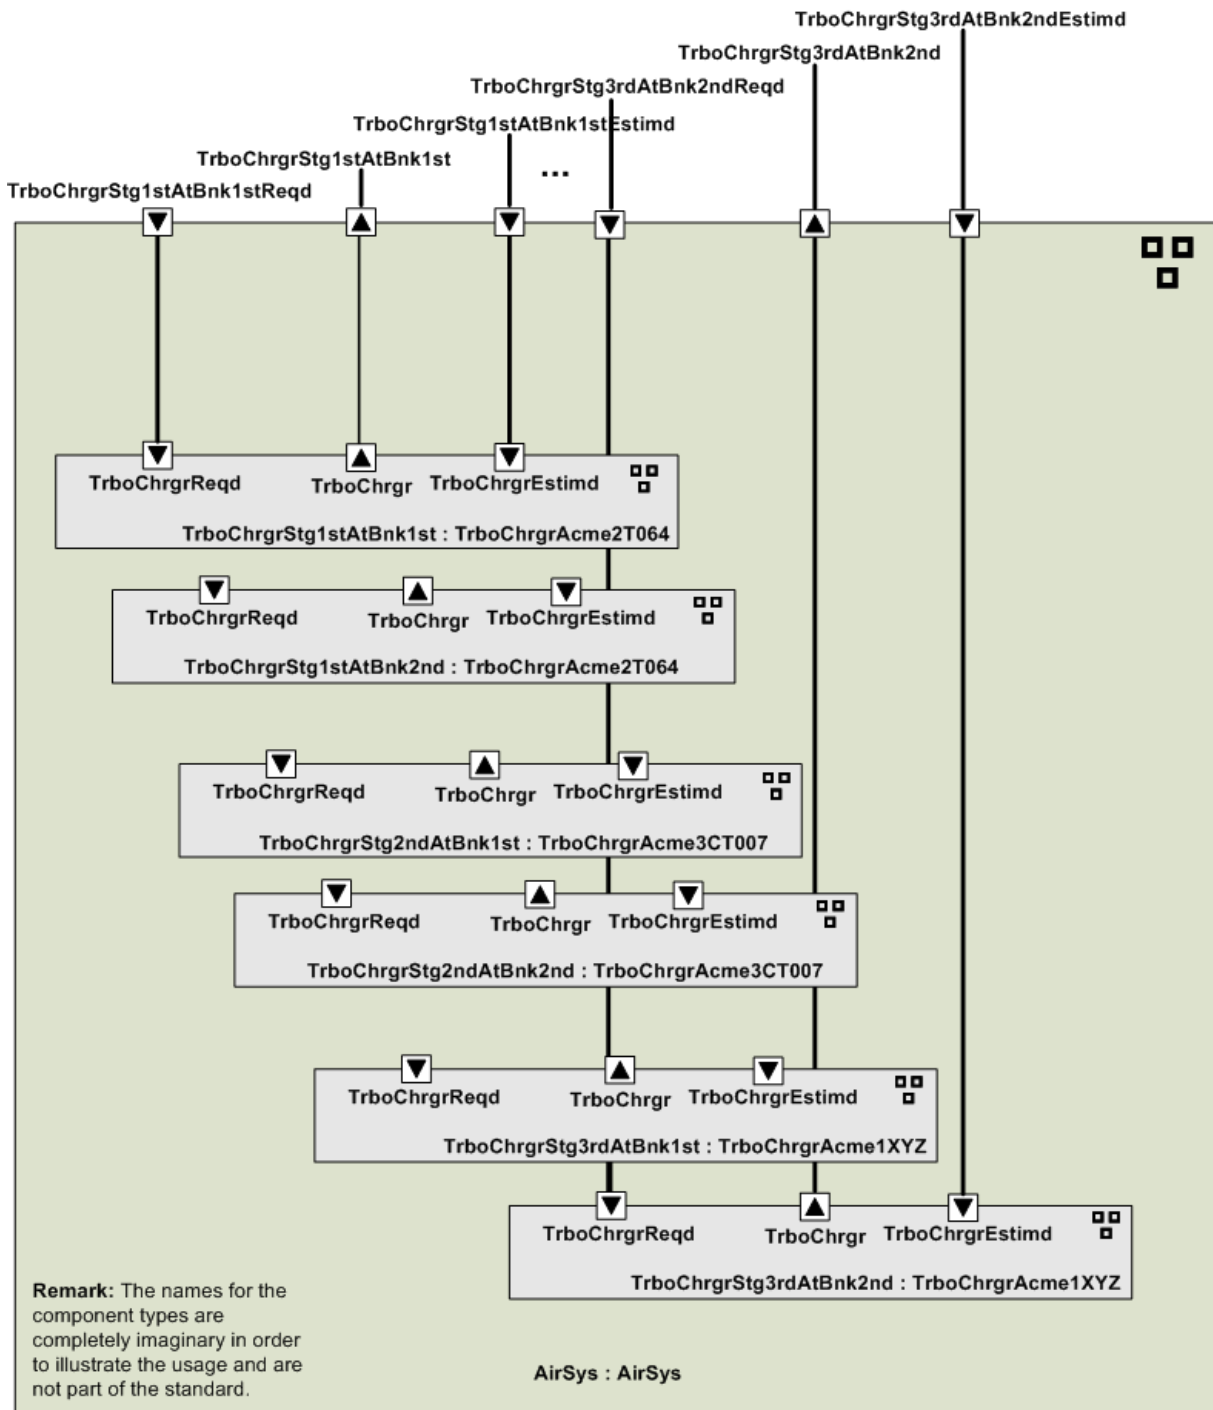 TrboChrgrStg3rdAtBnk2ndEstimd
TrboChrgrStg3rdAtBnk2nd
TrboChrgrStg3rdAtBnk2ndReqd
TrboChrgrStg1stAtBnk1stEstimd
TrboChrgrStg1stAtBnk1st
...
TrboChrgrStg1stAtBnk1stReqd
TrboChrgrReqd TrboChrgr TrboChrgrEstimd
TrboChrgrStg1stAtBnk1st : TrboChrgrAcme2T064
TrboChrgrReqd TrboChrgr TrboChrgrEstimd
TrboChrgrStg1stAtBnk2nd : TrboChrgrAcme2T064
TrboChrgrReqd TrboChrgr TrboChrgrEstimd
TrboChrgrStg2ndAtBnk1st : TrboChrgrAcme3CT007
TrboChrgrReqd TrboChrgr TrboChrgrEstimd
TrboChrgrStg2ndAtBnk2nd : TrboChrgrAcme3CT007
TrboChrgrReqd TrboChrgr TrboChrgrEstimd
TrboChrgrStg3rdAtBnk1st : TrboChrgrAcme1XYZ
TrboChrgrReqd TrboChrgr TrboChrgrEstimd
TrboChrgrStg3rdAtBnk2nd : TrboChrgrAcme1XYZ
Remark: The names for the
component types are
completely imaginary in order
to illustrate the usage and are
not part of the standard.
AirSys : AirSys